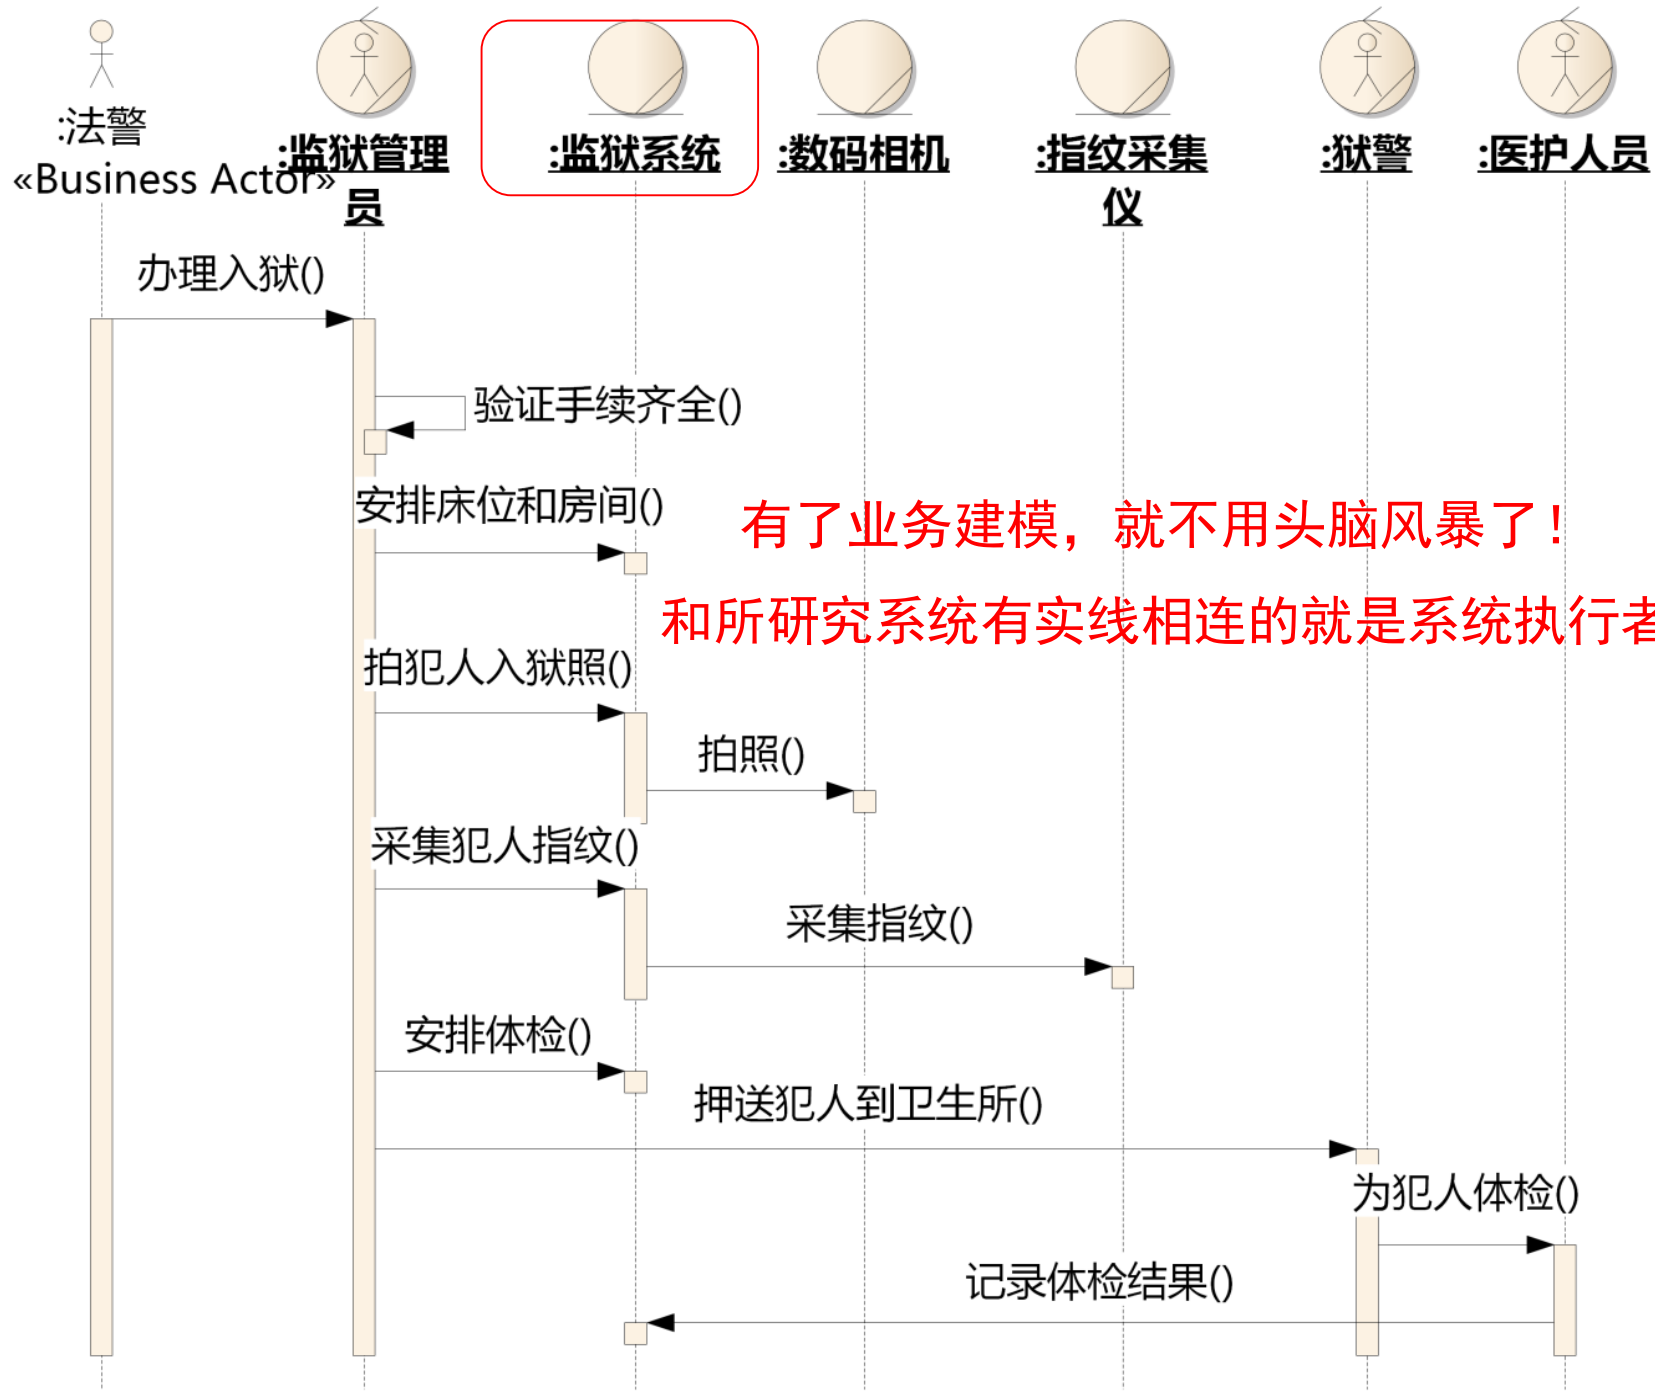 :法警
«Business Actor»
:监狱管理
员
:监狱系统
:数码相机
:指纹采集
仪
:狱警
:医护人员
办理入狱()
验证手续齐全()
安排床位和房间()
有了业务建模，就不用头脑风暴了！
和所研究系统有实线相连的就是系统执行者
拍犯人入狱照()
拍照()
采集犯人指纹()
采集指纹()
安排体检()
押送犯人到卫生所()
为犯人体检()
记录体检结果()